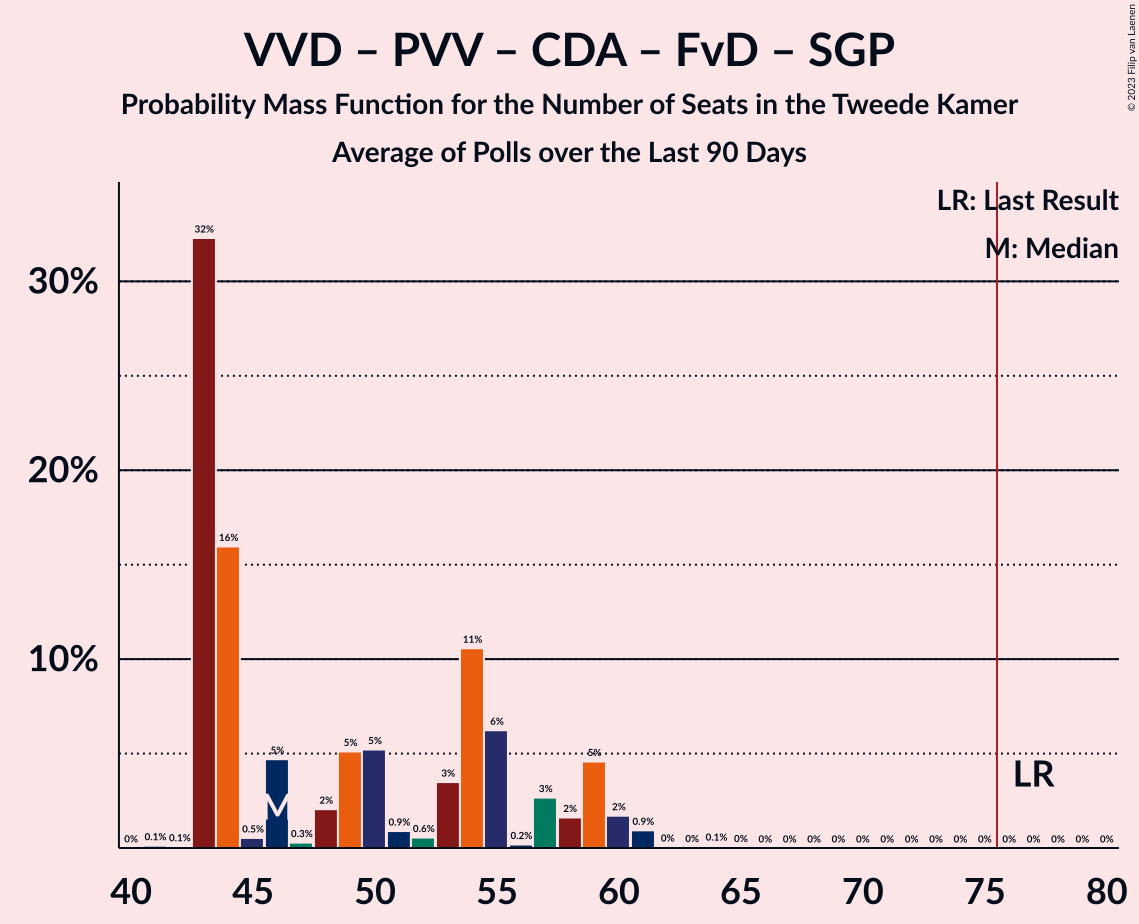 VVD – PVV – CDA – FvD – SGP
Probability Mass Function for the Number of Seats in the Tweede Kamer
Average of Polls over the Last 90 Days
© 2023 Filip van Laenen
LR: Last Result
M: Median
30%
20%
10%
0% 0.1% 0.1% 32% 16% 0.5% 5% 0.3% 2% 5% 5% 0.9% 0.6% 3% 11% 6% 0.2% 3% 2% 5% 2% 0.9% 0% 0% 0.1% 0% 0% 0% 0% 0% 0% 0% 0% 0% 0% 0% 0% 0% 0% 0% 0%
M
LR
40 45 50 55 60 65 70 75 80